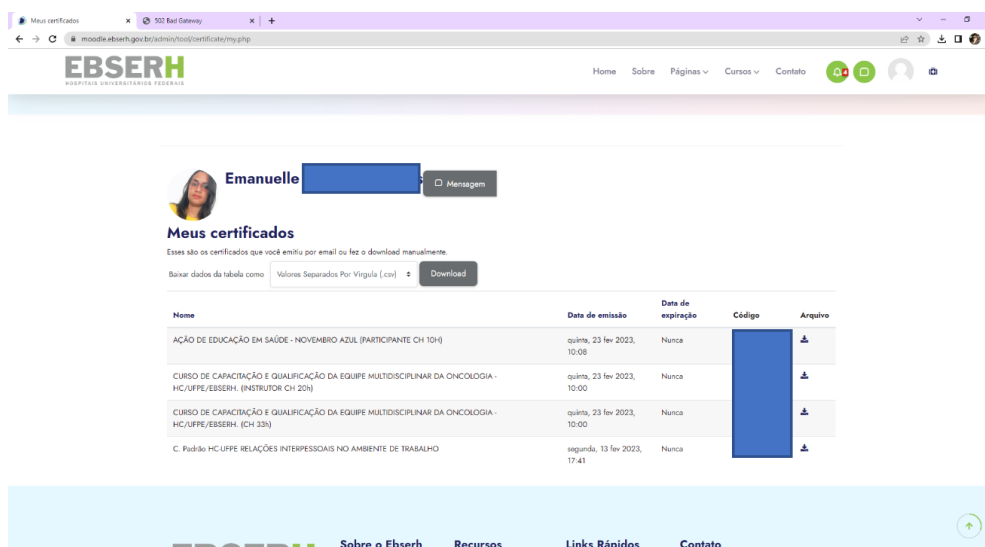 Meus certificados
502 Bad Gateway
moodle.ebserh.gov.br/admin/tool/certificate/my.php
EBSERH
HOSPITAIS UNIVERSITÁRIOS FEDERAIS
Home Sobre Páginas Cursos Contato 4
Emanuelle
Mensagem
Meus certificados
Esses são os certificados que você emitiu por email ou fez o download manualmente.
Baixar dados da tabela como Valores Separados Por Virgula (.csv) Download
Nome Data de emissão Data de expiração Código Arquivo
AÇÃO DE EDUCAÇÃO EM SAÚDE - NOVEMBRO AZUL (PARTICIPANTE CH 10H) quinta, 23 fev 2023, Nunca
10:08
CURSO DE CAPACITAÇÃO E QUALIFICAÇÃO DA EQUIPE MULTIDISCIPLINAR DA ONCOLOGIA - quinta, 23 fev 2023, Nunca
HC/UFPE/EBSERH. (INSTRUTOR CH 20h) 10:00
CURSO DE CAPACITAÇÃO E QUALIFICAÇÃO DA EQUIPE MULTIDISCIPLINAR DA ONCOLOGIA - quinta, 23 fev 2023, Nunca
HC/UFPE/EBSERH. (CH 33h) 10:00
C. Padrão HC-UFPE RELAÇÕES INTERPESSOAIS NO AMBIENTE DE TRABALHO segunda, 13 fev 2023, Nunca
17:41
EBSERH Sobre o Ebserh Recursos Links Rápidos Contato